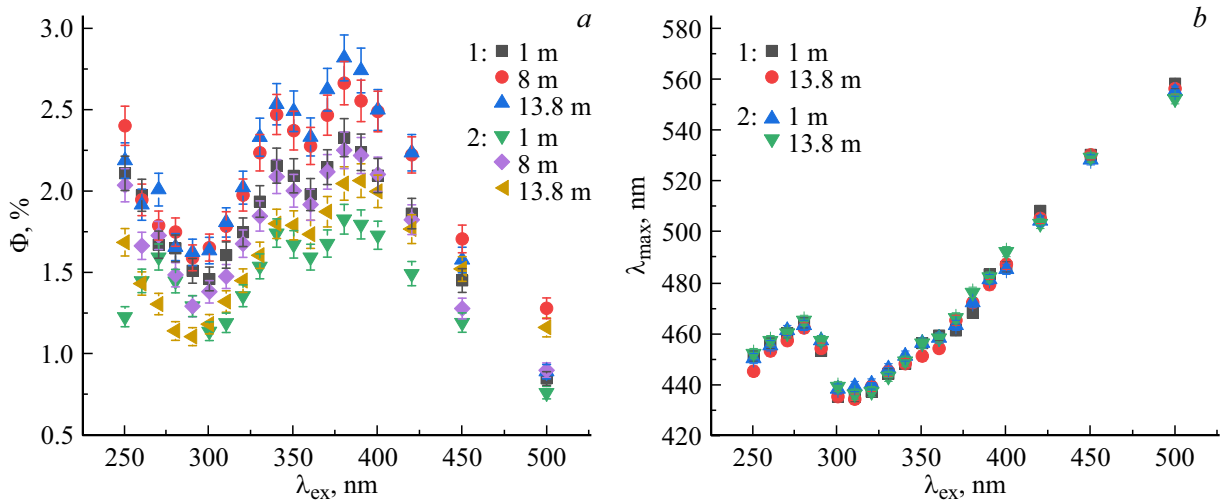 a
3.0
2.5
2.0
1.5
1.0
0.5
Φ, %
1: 1 m
8 m
13.8 m
2: 1 m
8 m
13.8 m
250 300 350 400 450 500
λex, nm
b
580
560
540
520
500
480
460
440
420
λmax, nm
1: 1 m
13.8 m
2: 1 m
13.8 m
250 300 350 400 450 500
λex, nm